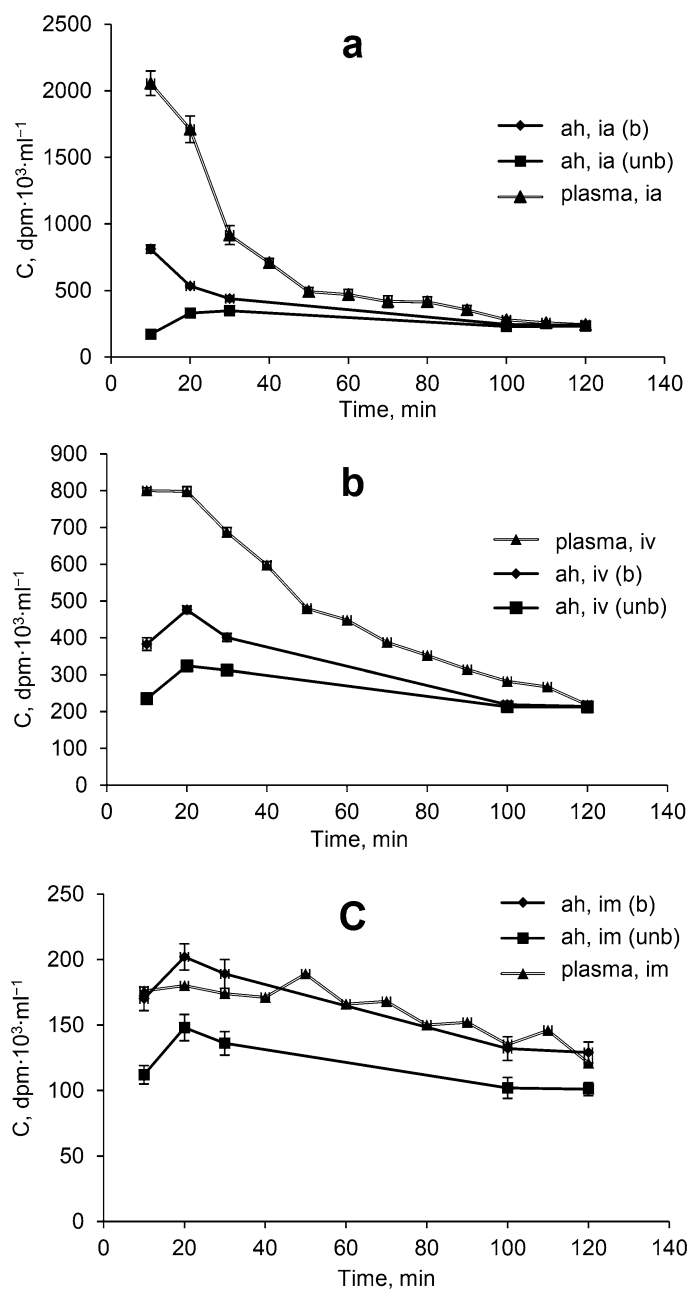 a
2500
2000
1500
1000
500
0
C, dpm·10³·ml⁻¹
ah, ia (b)
ah, ia (unb)
plasma, ia
0 20 40 60 80 100 120 140
Time, min
b
900
800
700
600
500
400
300
200
100
0
C, dpm·10³·ml⁻¹
plasma, iv
ah, iv (b)
ah, iv (unb)
0 20 40 60 80 100 120 140
Time, min
C
250
200
150
100
50
0
C, dpm·10³·ml⁻¹
ah, im (b)
ah, im (unb)
plasma, im
0 20 40 60 80 100 120 140
Time, min